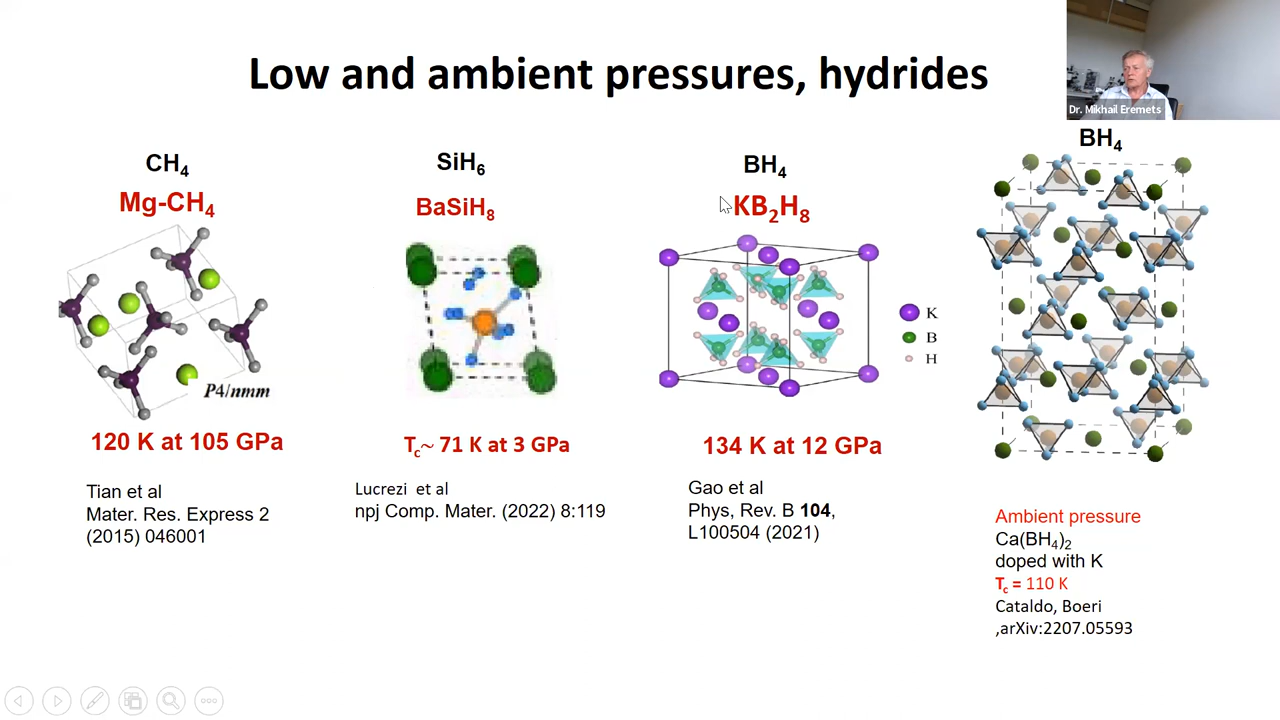 Low and ambient pressures, hydrides
Dr. Mikhail Eremets
CH4
Mg-CH4
P4/nmm
120 K at 105 GPa
Tian et al
Mater. Res. Express 2
(2015) 046001
SiH6
BaSiH8
Tc~ 71 K at 3 GPa
Lucrezi et al
npj Comp. Mater. (2022) 8:119
BH4
KB2H8
K
B
H
134 K at 12 GPa
Gao et al
Phys, Rev. B 104,
L100504 (2021)
BH4
Ambient pressure
Ca(BH4)2
doped with K
Tc = 110 K
Cataldo, Boeri
,arXiv:2207.05593